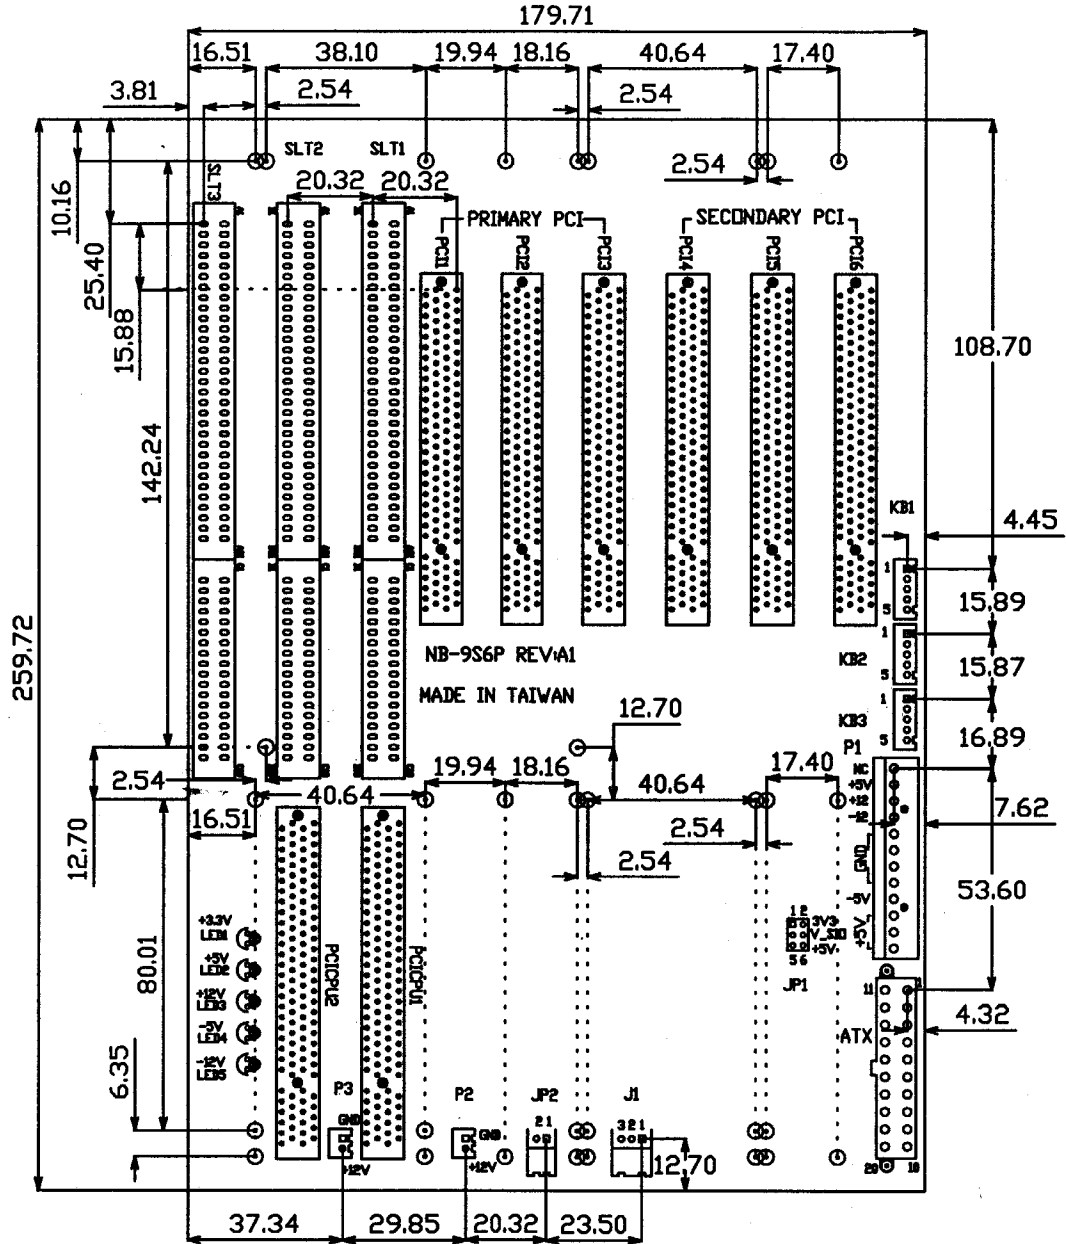 179.71
16.51
38.10
19.94
18.16
40.64
17.40
3.81
2.54
2.54
SLT2
SLT1
SLT3
2.54
20.32
20.32
10.16
25.40
15.88
142.24
259.72
PRIMARY PCI
SECONDARY PCI
PCI1
PCI2
PCI3
PCI4
PCI5
PCI6
108.70
KB1
4.45
1
5
15.89
NB-9S6P REV:A1
KB2
1
5
15.87
MADE IN TAIWAN
12.70
KB3
1
5
16.89
P1
2.54
19.94
18.16
17.40
NC
+5V
+12
-12
GND
-5V
+5V
40.64
40.64
7.62
16.51
12.70
2.54
2.54
53.60
+3.3V
LED1
+5V
LED2
+12V
LED3
-5V
LED4
-12V
LED5
80.01
PCICPU2
PCICPU1
1 2
3V3
+5V
5 6
JP1
11
1
ATX
4.32
6.35
P3
P2
JP2
J1
GND
+12V
GND
+12V
2 1
3 2 1
20
10
12.70
37.34
29.85
20.32
23.50